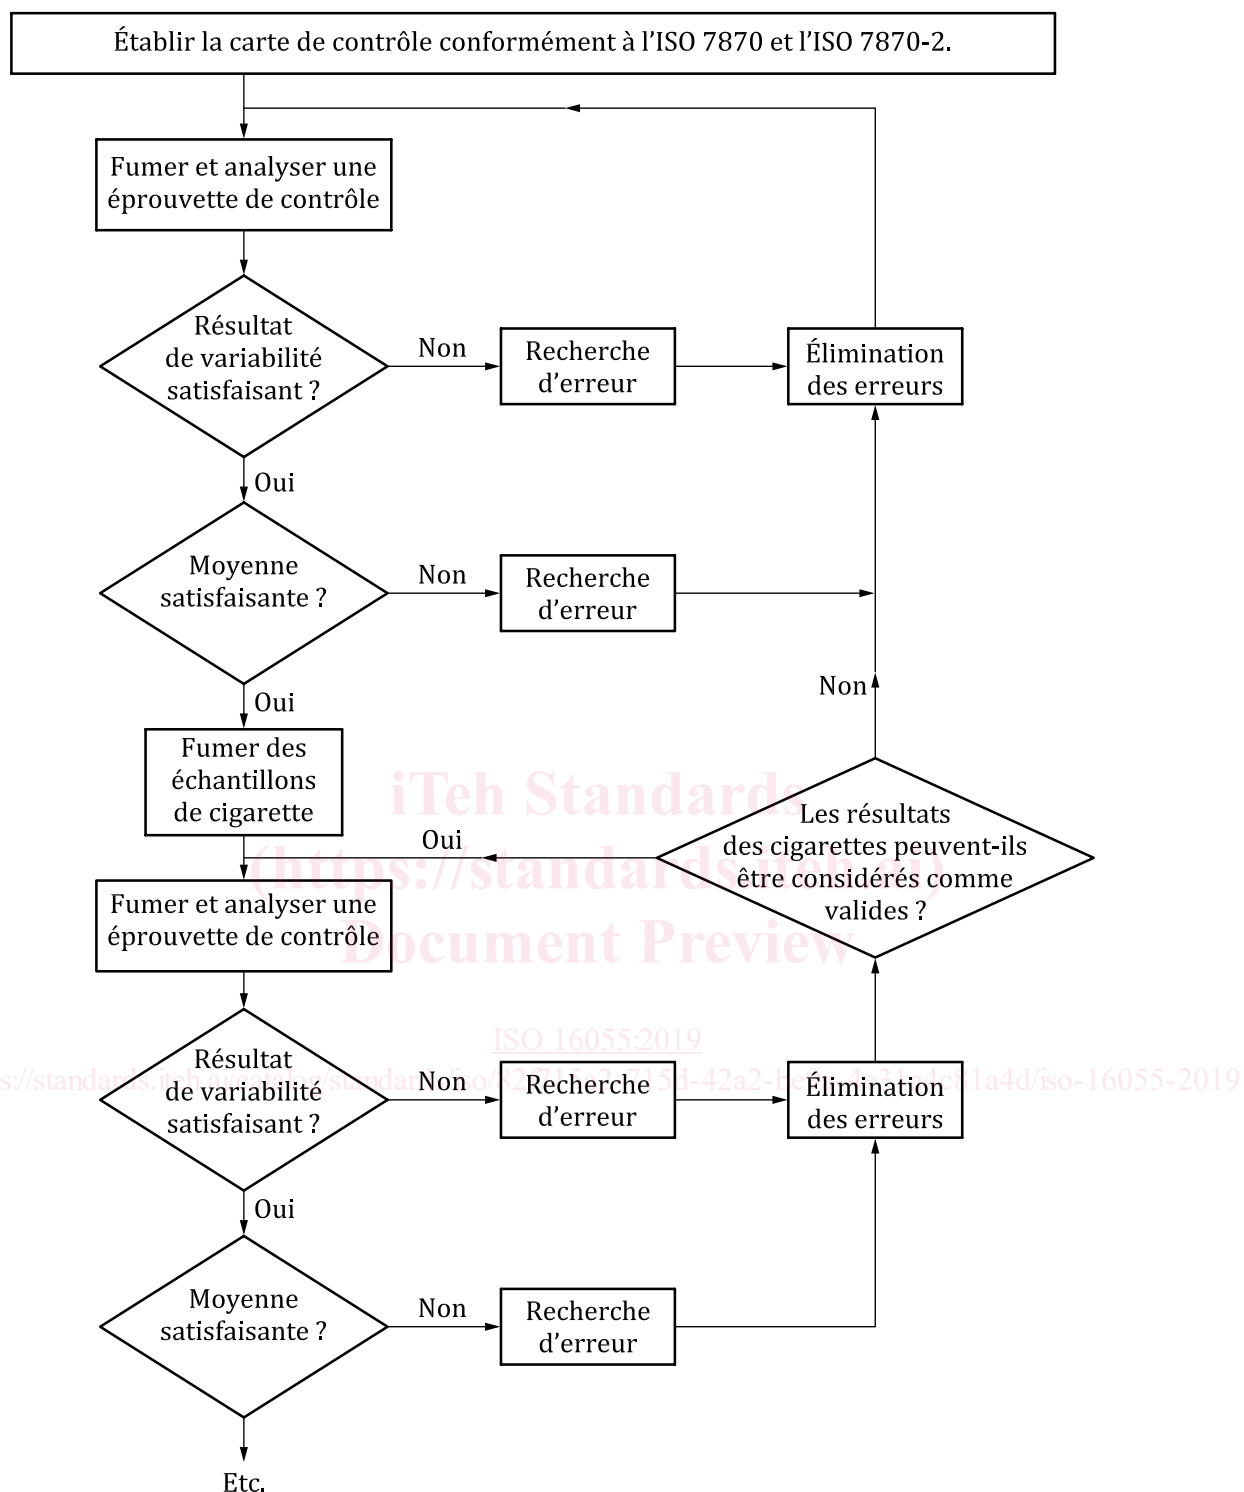 Établir la carte de contrôle conformément à l’ISO 7870 et l’ISO 7870-2.
Fumer et analyser une
éprouvette de contrôle
Résultat
de variabilité
satisfaisant ?
Non
Recherche
d’erreur
Élimination
des erreurs
Oui
Moyenne
satisfaisante ?
Non
Recherche
d’erreur
Oui
Non
Fumer des
échantillons
de cigarette
iTeh Standards
(https://standards.iteh.ai)
Document Preview
Oui
Les résultats
des cigarettes peuvent-ils
être considérés comme
valides ?
Fumer et analyser une
éprouvette de contrôle
ISO 16055:2019
Résultat
de variabilité
satisfaisant ?
Non
Recherche
d’erreur
Élimination
des erreurs
Oui
Moyenne
satisfaisante ?
Non
Recherche
d’erreur
Etc.